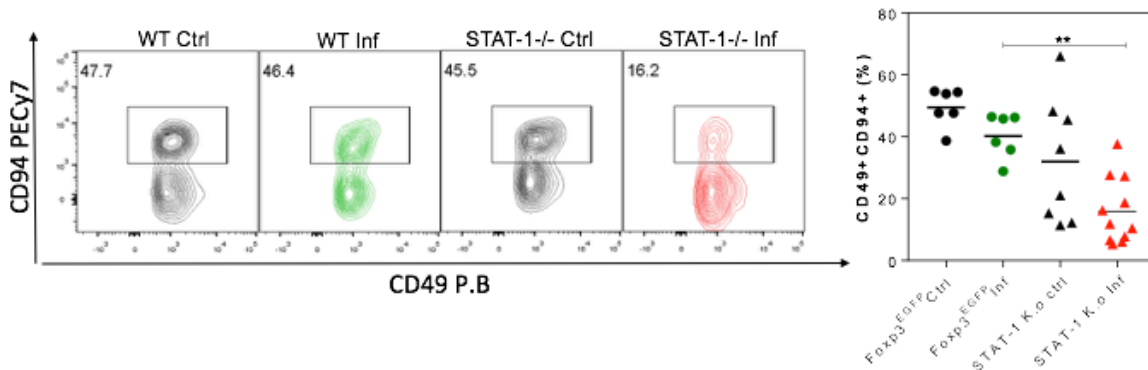 WT Ctrl
WT Inf
STAT-1-/- Ctrl
STAT-1-/- Inf
47.7
46.4
45.5
16.2
CD94 PECy7
CD49 P.B
80
60
40
20
0
**
CD49+CD94+ (%)
Foxp3EGFP Ctrl
Foxp3EGFP Inf
STAT-1 K.o ctrl
STAT-1 K.o Inf